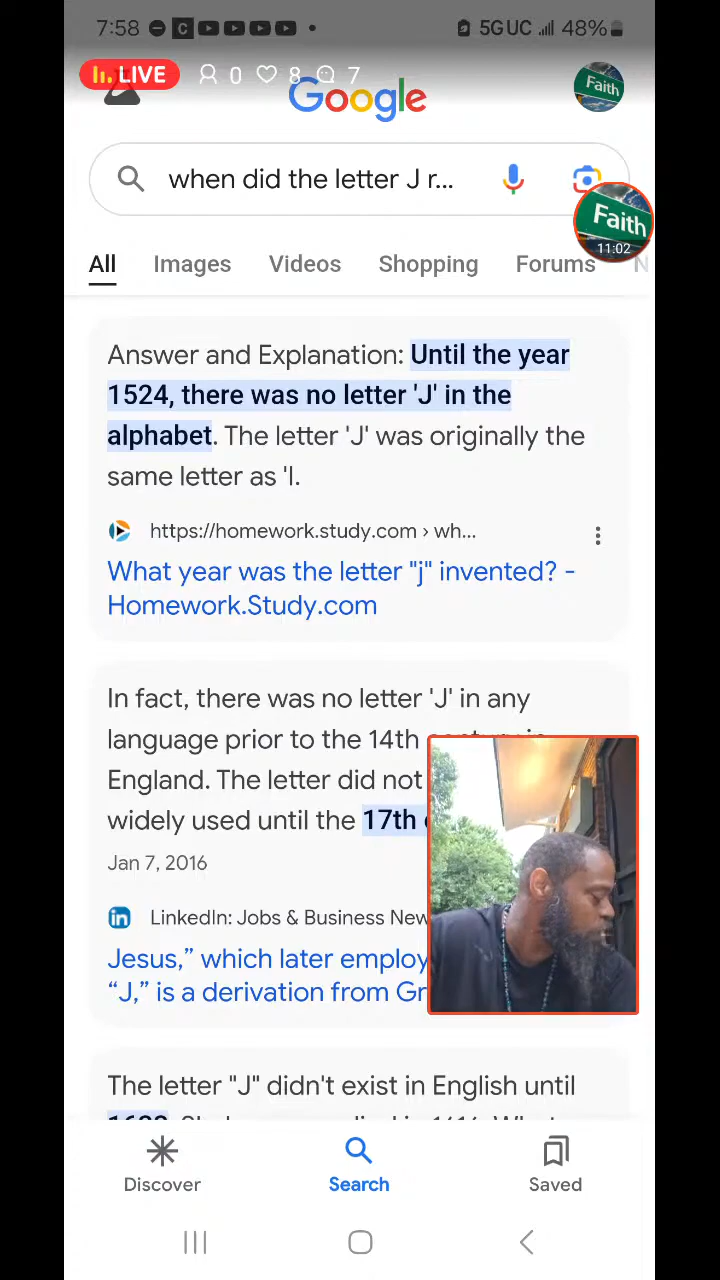 7:58 C 5G UC 48%
LIVE 0 8 7
Google
Faith
when did the letter J r...
Faith
11:02
All Images Videos Shopping Forums
Answer and Explanation: Until the year
1524, there was no letter 'J' in the
alphabet. The letter 'J' was originally the
same letter as 'I.
https://homework.study.com › wh...
What year was the letter "j" invented? -
Homework.Study.com
In fact, there was no letter 'J' in any
language prior to the 14th
England. The letter did not
widely used until the 17th
Jan 7, 2016
in LinkedIn: Jobs & Business New
Jesus,” which later employ
“J,” is a derivation from Gr
The letter "J" didn't exist in English until
Discover Search Saved